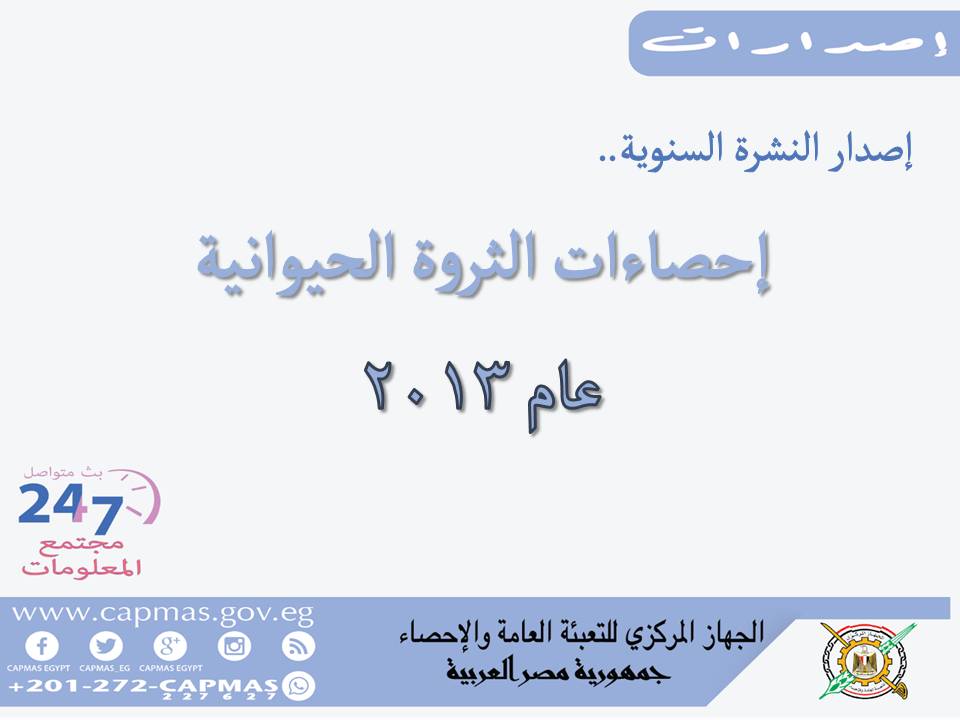 إصدارات
إصدار النشرة السنوية..
إحصاءات الثروة الحيوانية
عام ٢٠١٣
بث متواصل
247
مجتمع
المعلومات
www.capmas.gov.eg
CAPMAS EGYPT CAPMAS_EG CAPMAS EGYPT
+201-272-CAPMAS
227627
الجهاز المركزي للتعبئة العامة والإحصاء
جمهورية مصر العربية